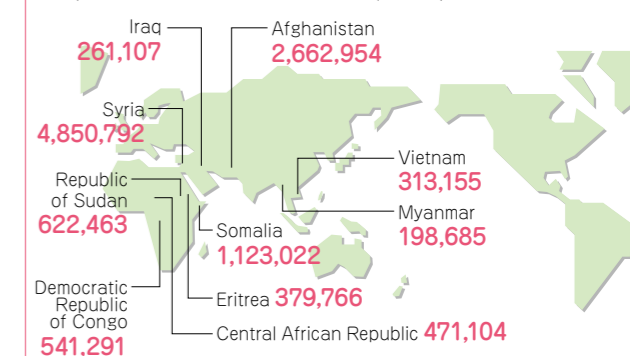 Iraq
261,107
Afghanistan
2,662,954
Syria
4,850,792
Republic
of Sudan
622,463
Vietnam
313,155
Myanmar
198,685
Somalia
1,123,022
Democratic
Republic
of Congo
541,291
Eritrea 379,766
Central African Republic 471,104